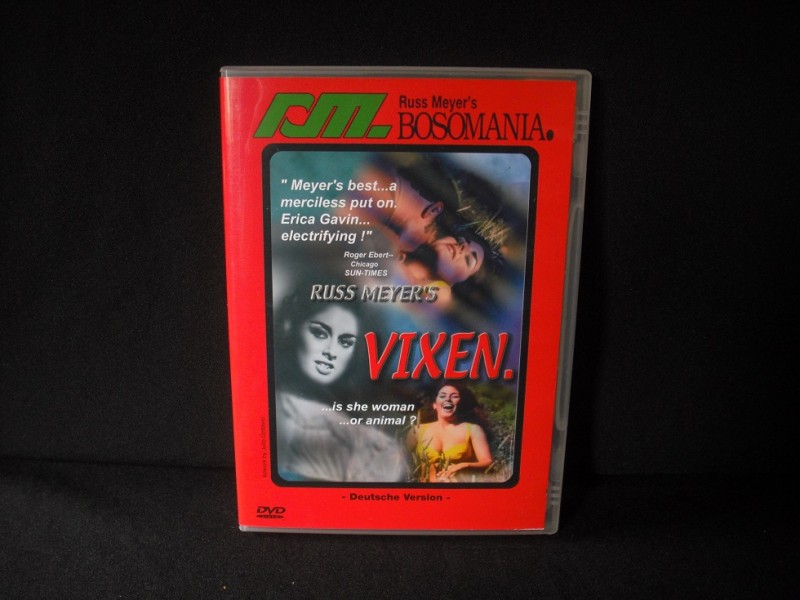 rm.
Russ Meyer's
BOSOMANIA.
" Meyer's best...a
merciless put on.
Erica Gavin...
electrifying !"
Roger Ebert--
Chicago
SUN-TIMES
RUSS MEYER'S
VIXEN.
...is she woman
...or animal ?
- Deutsche Version -
DVD